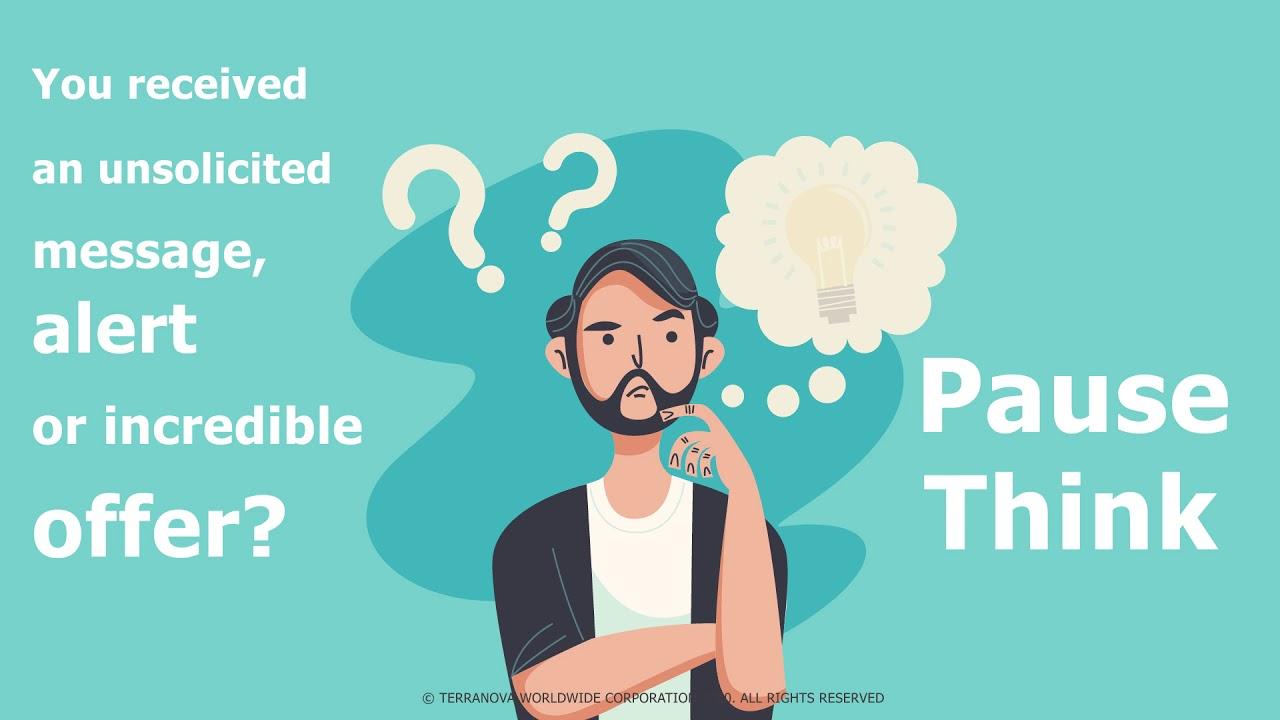 You received
an unsolicited
message,
alert
or incredible
offer?
Pause
Think
© TERRANOVA WORLDWIDE CORPORATION. ALL RIGHTS RESERVED